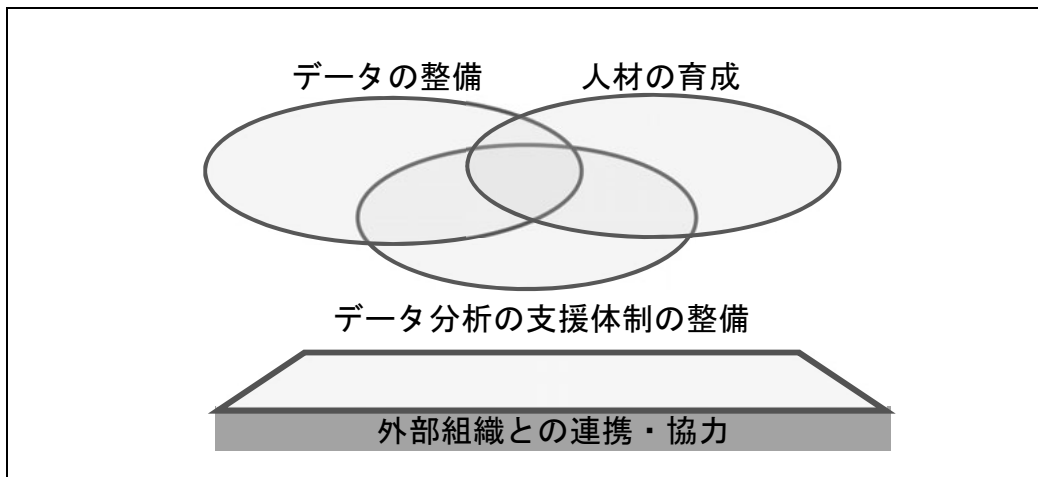 データの整備
人材の育成
データ分析の支援体制の整備
外部組織との連携・協力